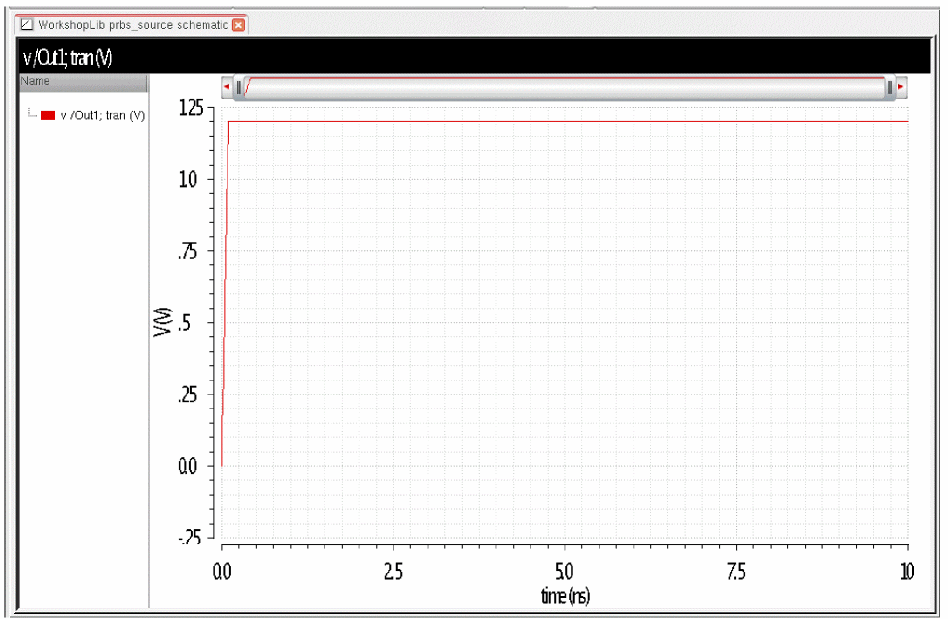 WorkshopLib prbs_source schematic
v /Out1; tran (V)
Name
v /Out1; tran (V)
1.25
1.0
.75
.5
.25
0.0
-.25
V (V)
0.0 2.5 5.0 7.5 10
time (ns)